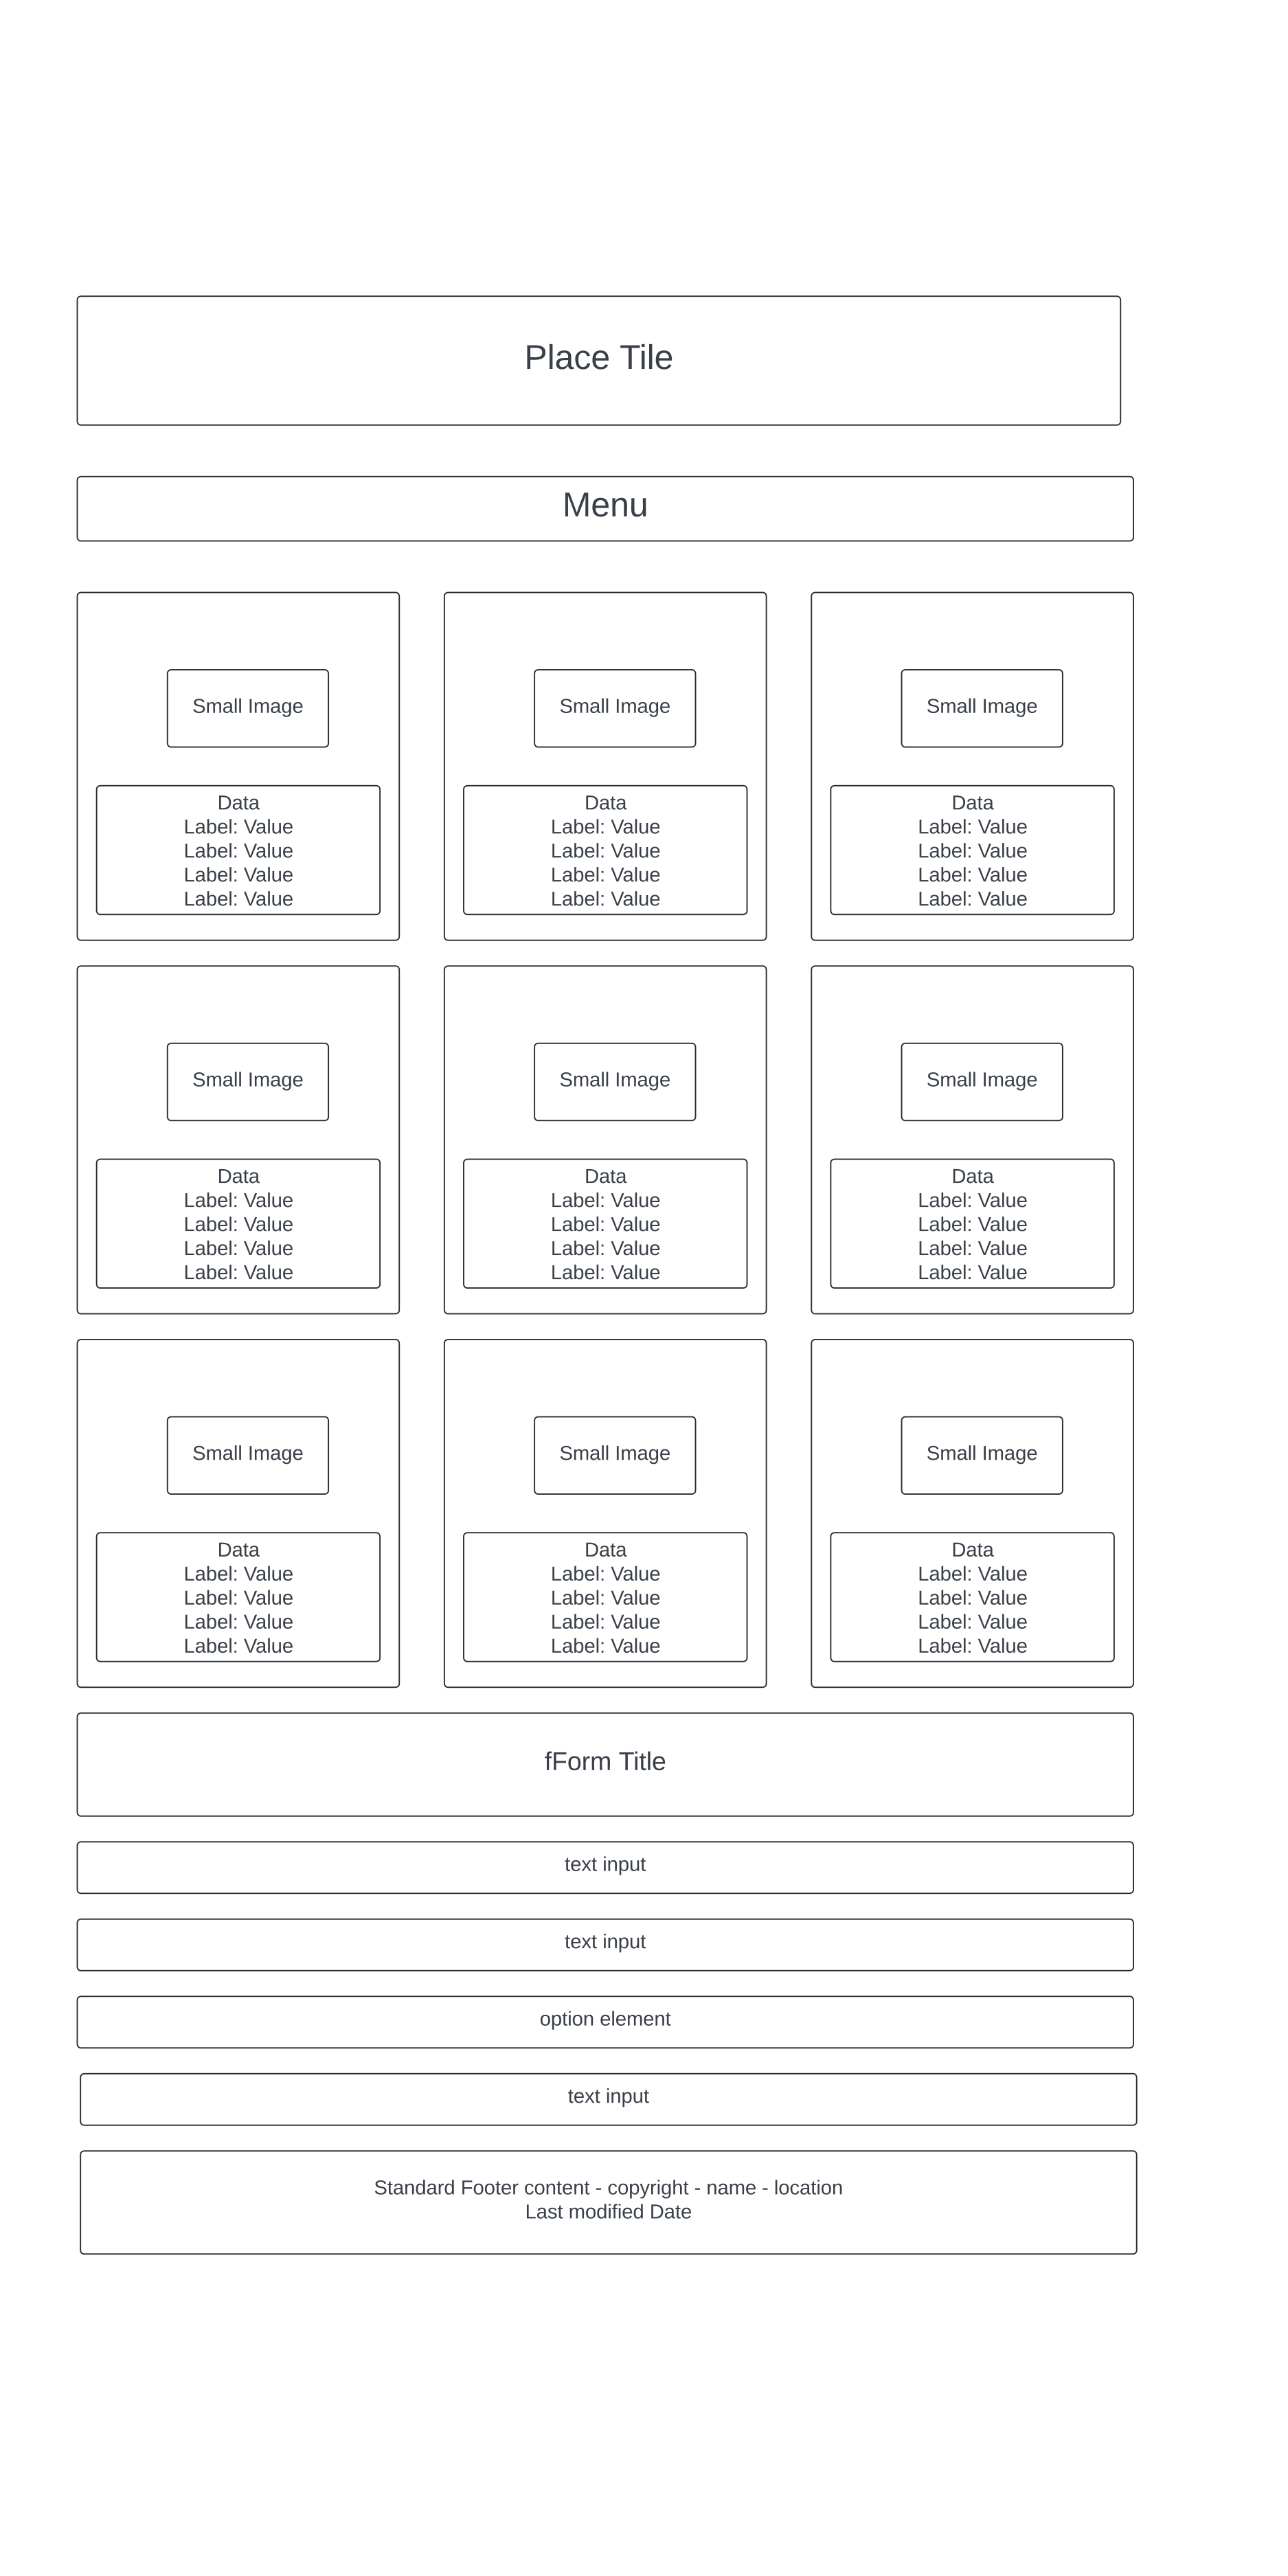 Place Tile
Menu
Small Image
Small Image
Small Image
Data
Label: Value
Label: Value
Label: Value
Label: Value
Data
Label: Value
Label: Value
Label: Value
Label: Value
Data
Label: Value
Label: Value
Label: Value
Label: Value
Small Image
Small Image
Small Image
Data
Label: Value
Label: Value
Label: Value
Label: Value
Data
Label: Value
Label: Value
Label: Value
Label: Value
Data
Label: Value
Label: Value
Label: Value
Label: Value
Small Image
Small Image
Small Image
Data
Label: Value
Label: Value
Label: Value
Label: Value
Data
Label: Value
Label: Value
Label: Value
Label: Value
Data
Label: Value
Label: Value
Label: Value
Label: Value
fForm Title
text input
text input
option element
text input
Standard Footer content - copyright - name - location
Last modified Date